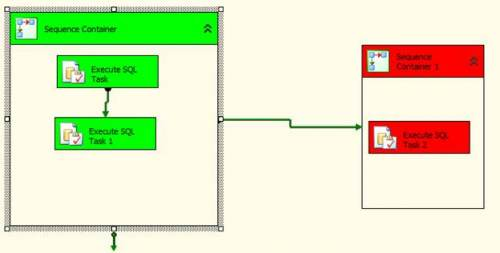 Sequence Container
Execute SQL
Task
Execute SQL
Task 1
Sequence
Container 1
Execute SQL
Task 2